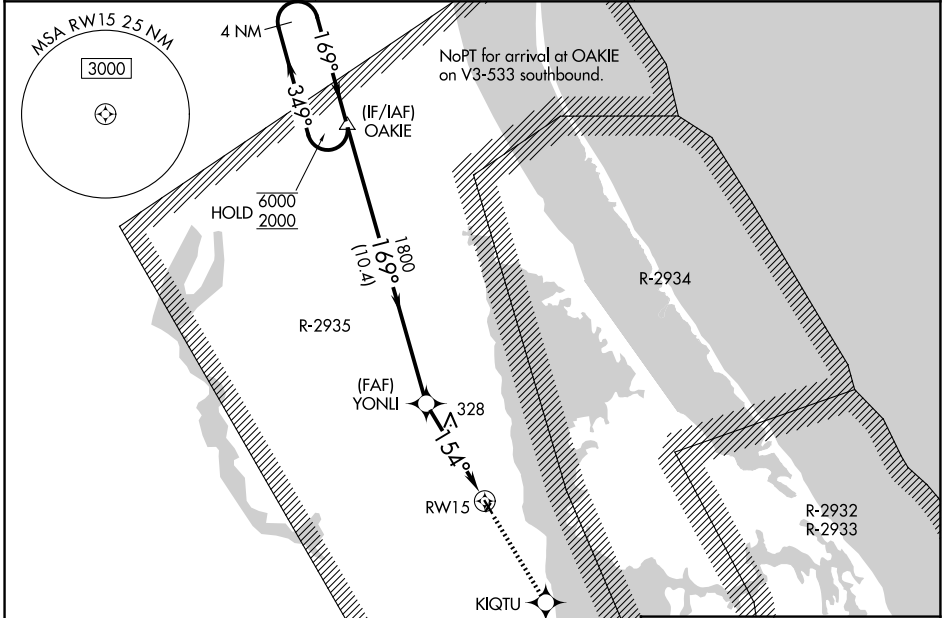 MSA RW15 25 NM
3000
4 NM
169°
349°
NoPT for arrival at OAKIE
on V3-533 southbound.
(IF/IAF)
OAKIE
HOLD 6000
2000
1800
169°
(10.4)
R-2934
R-2935
(FAF)
YONLI
328
154°
RW15
R-2932
R-2933
KIQTU